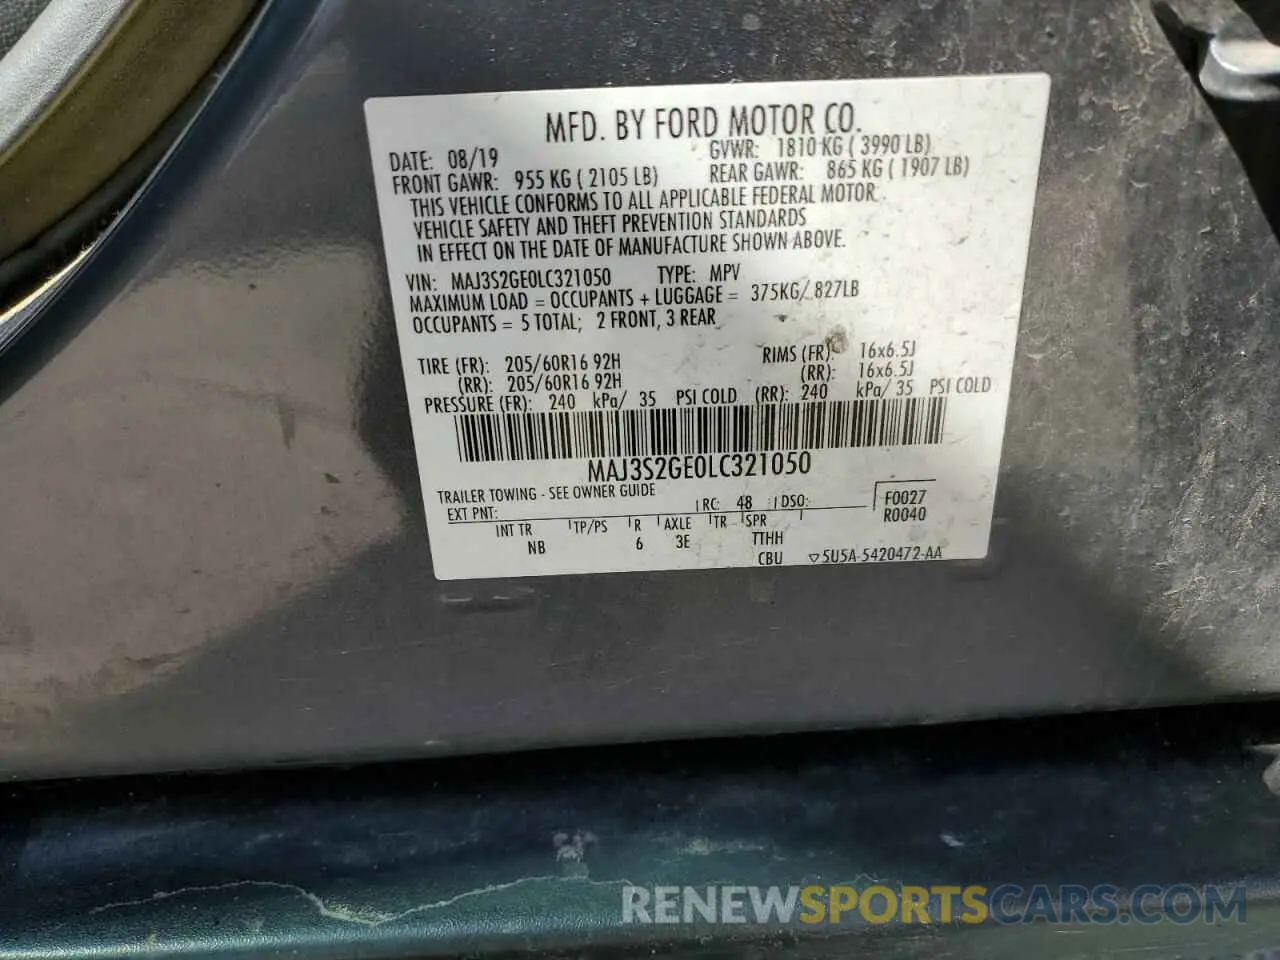 MFD. BY FORD MOTOR CO.
DATE: 08/19 GVWR: 1810 KG ( 3990 LB)
FRONT GAWR: 955 KG ( 2105 LB) REAR GAWR: 865 KG ( 1907 LB)
THIS VEHICLE CONFORMS TO ALL APPLICABLE FEDERAL MOTOR
VEHICLE SAFETY AND THEFT PREVENTION STANDARDS
IN EFFECT ON THE DATE OF MANUFACTURE SHOWN ABOVE.
VIN: MAJ3S2GE0LC321050 TYPE: MPV
MAXIMUM LOAD = OCCUPANTS + LUGGAGE = 375KG/ 827LB
OCCUPANTS = 5 TOTAL; 2 FRONT, 3 REAR
TIRE (FR): 205/60R16 92H RIMS (FR): 16x6.5J
(RR): 205/60R16 92H (RR): 16x6.5J
PRESSURE (FR): 240 kPa/ 35 PSI COLD (RR): 240 kPa/ 35 PSI COLD
MAJ3S2GE0LC321050
TRAILER TOWING - SEE OWNER GUIDE
EXT PNT: RC: 48 DSO: F0027
R0040
INT TR TP/PS R AXLE TR SPR
NB 6 3E TTHH
CBU ▽5U5A-5420472-AA
RENEWSPORTSCARS.COM